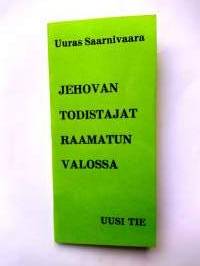 Uuras Saarnivaara
JEHOVAN
TODISTAJAT
RAAMATUN
VALOSSA
UUSI TIE